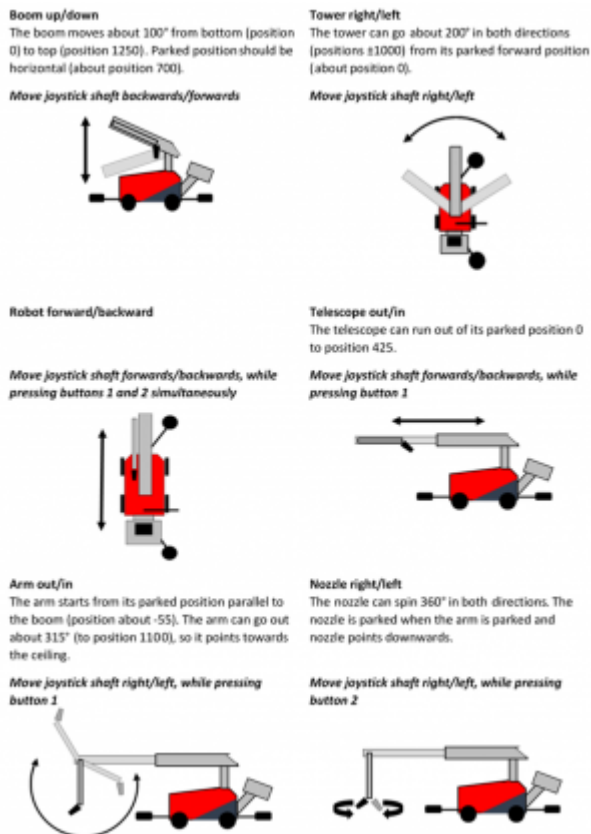 Boom up/down
The boom moves about 100° from bottom (position
0) to top (position 1250). Parked position should be
horizontal (about position 700).
Move joystick shaft backwards/forwards
Tower right/left
The tower can go about 200° in both directions
(positions ±1000) from its parked forward position
(about position 0).
Move joystick shaft right/left
Robot forward/backward
Move joystick shaft forwards/backwards, while
pressing buttons 1 and 2 simultaneously
Telescope out/in
The telescope can run out of its parked position 0
to position 425.
Move joystick shaft forwards/backwards, while
pressing button 1
Arm out/in
The arm starts from its parked position parallel to
the boom (position about -55). The arm can go out
about 315° (to position 1100), so it points towards
the ceiling.
Move joystick shaft right/left, while pressing
button 1
Nozzle right/left
The nozzle can spin 360° in both directions. The
nozzle is parked when the arm is parked and
nozzle points downwards.
Move joystick shaft right/left, while pressing
button 2